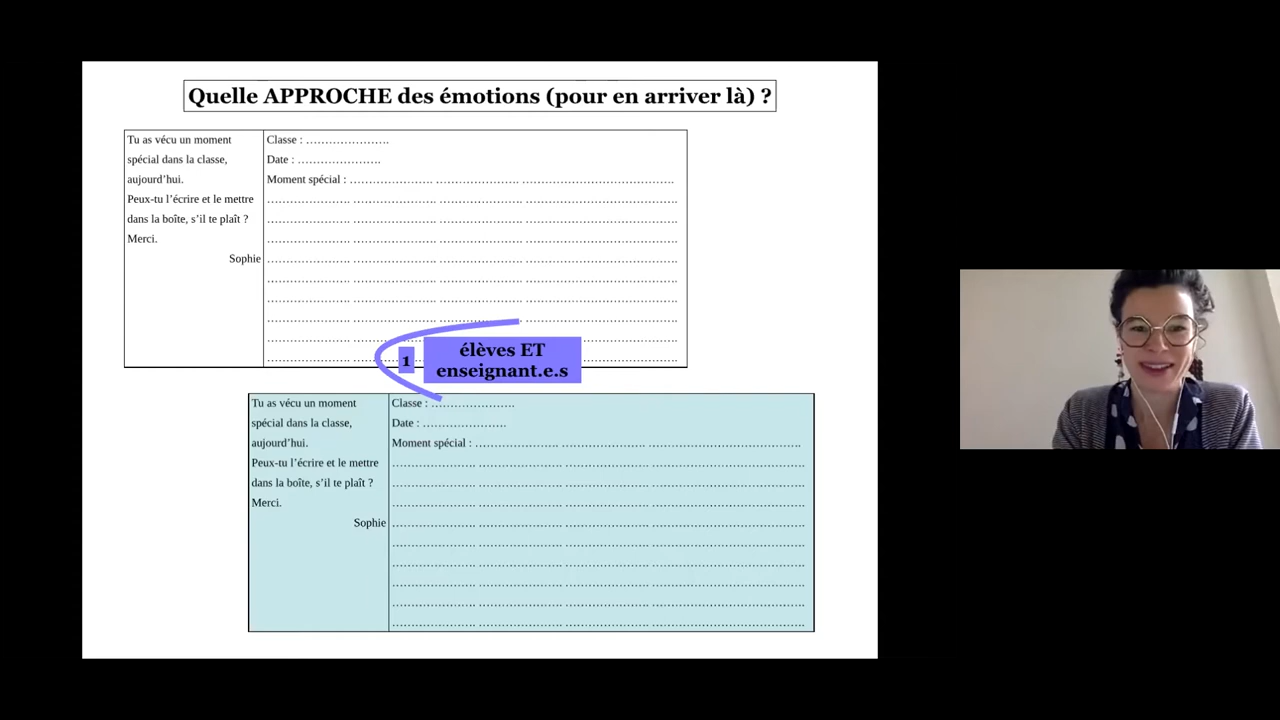 Quelle APPROCHE des émotions (pour en arriver là) ?
Tu as vécu un moment
spécial dans la classe,
aujourd'hui.
Peux-tu l'écrire et le mettre
dans la boîte, s'il te plaît ?
Merci.
Sophie
Classe : ………………….
Date : ………………….
Moment spécial : …………………. …………………. ………………………………….
1
élèves ET
enseignant.e.s
Tu as vécu un moment
spécial dans la classe,
aujourd'hui.
Peux-tu l'écrire et le mettre
dans la boîte, s'il te plaît ?
Merci.
Sophie
Classe : ………………….
Date : ………………….
Moment spécial : ………………………………………. ………………………………….